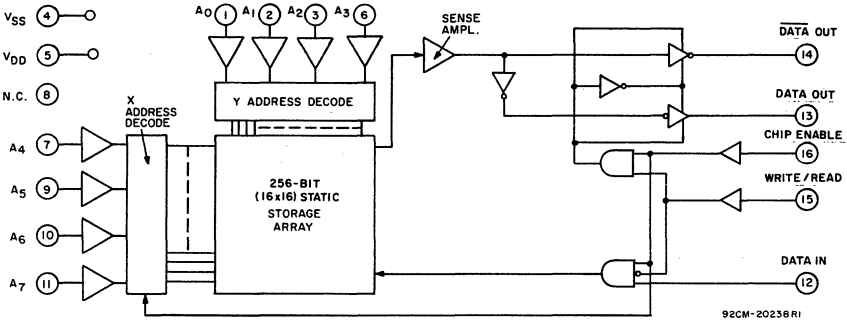 A0 A1 A2 A3
1 2 3 6
VSS 4
VDD 5
N.C. 8
X
ADDRESS
DECODE
Y ADDRESS DECODE
SENSE
AMPL.
DATA OUT
14
DATA OUT
13
CHIP ENABLE
16
WRITE/READ
15
DATA IN
12
A4 7
A5 9
A6 10
A7 11
256-BIT
(16x16) STATIC
STORAGE
ARRAY
92CM-20238RI